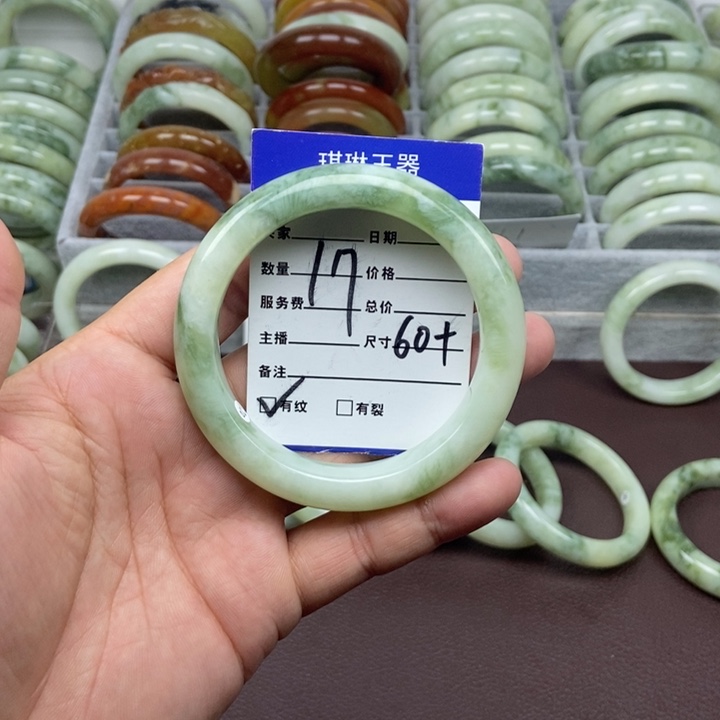 琪琳玉器
家 日期
数量 17 价格
服务费 总价
主播 尺寸 60+
备注
☑有纹 □有裂